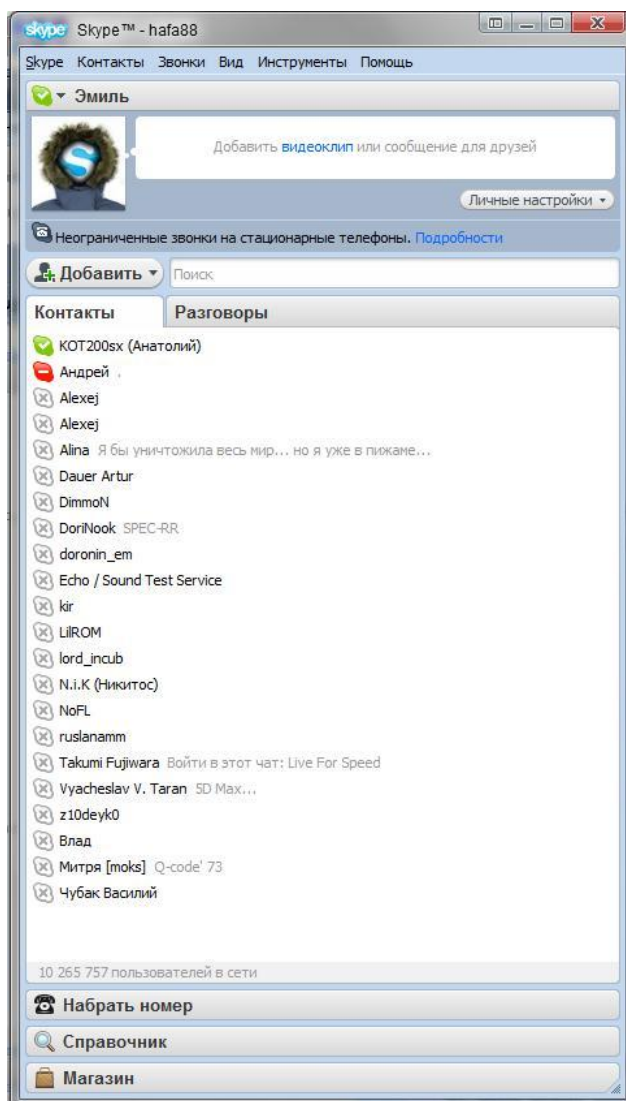 skype Skype™ - hafa88
Skype Контакты Звонки Вид Инструменты Помощь
Эмиль
Добавить видеоклип или сообщение для друзей
Личные настройки
Неограниченные звонки на стационарные телефоны. Подробности
Добавить Поиск
Контакты Разговоры
KOT200sx (Анатолий)
Андрей .
Alexej
Alexej
Alina Я бы уничтожила весь мир... но я уже в пижаме...
Dauer Artur
DimmoN
DoriNook SPEC-RR
doronin_em
Echo / Sound Test Service
kir
LilROM
lord_incub
N.i.K (Никитос)
NoFL
ruslanamm
Takumi Fujiwara Войти в этот чат: Live For Speed
Vyacheslav V. Taran 5D Max...
z10deyk0
Влад
Митря [moks] Q-code' 73
Чубак Василий
10 265 757 пользователей в сети
Набрать номер
Справочник
Магазин